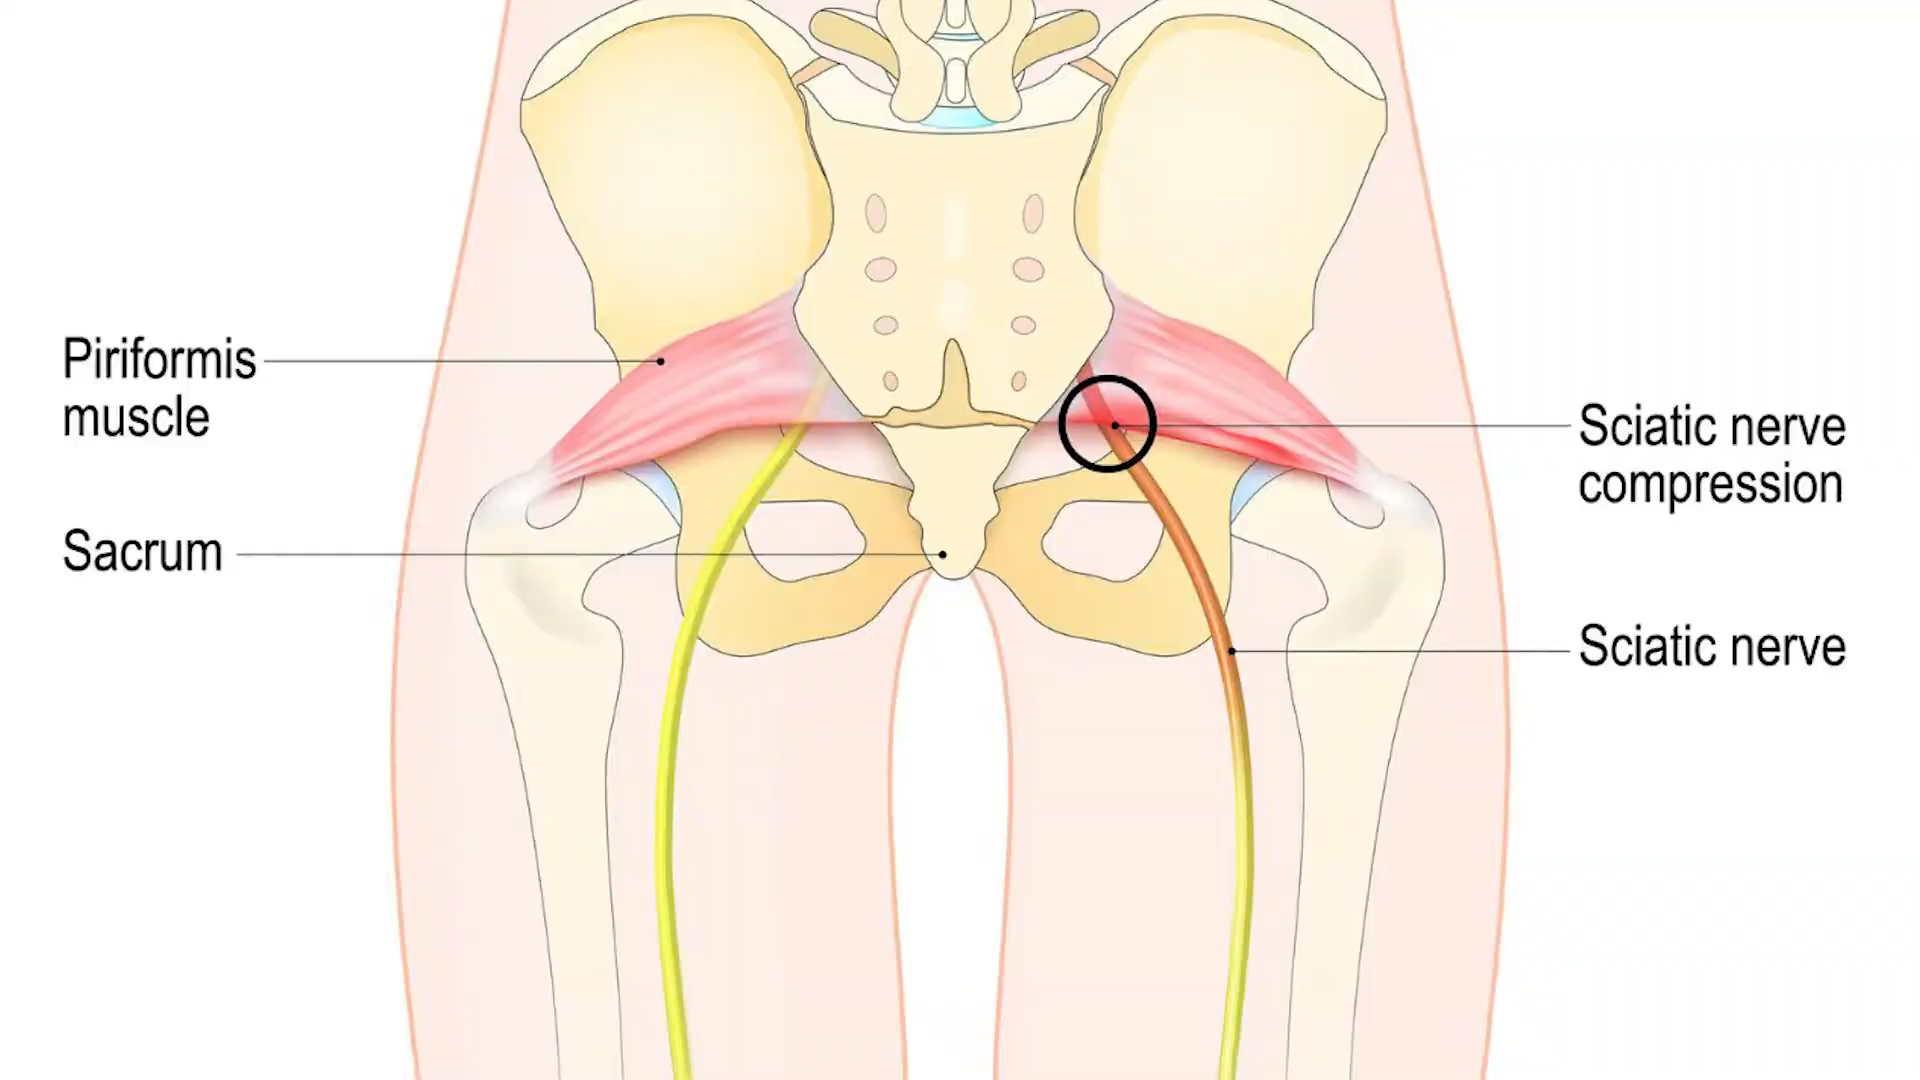 Piriformis
muscle
Sacrum
Sciatic nerve
compression
Sciatic nerve